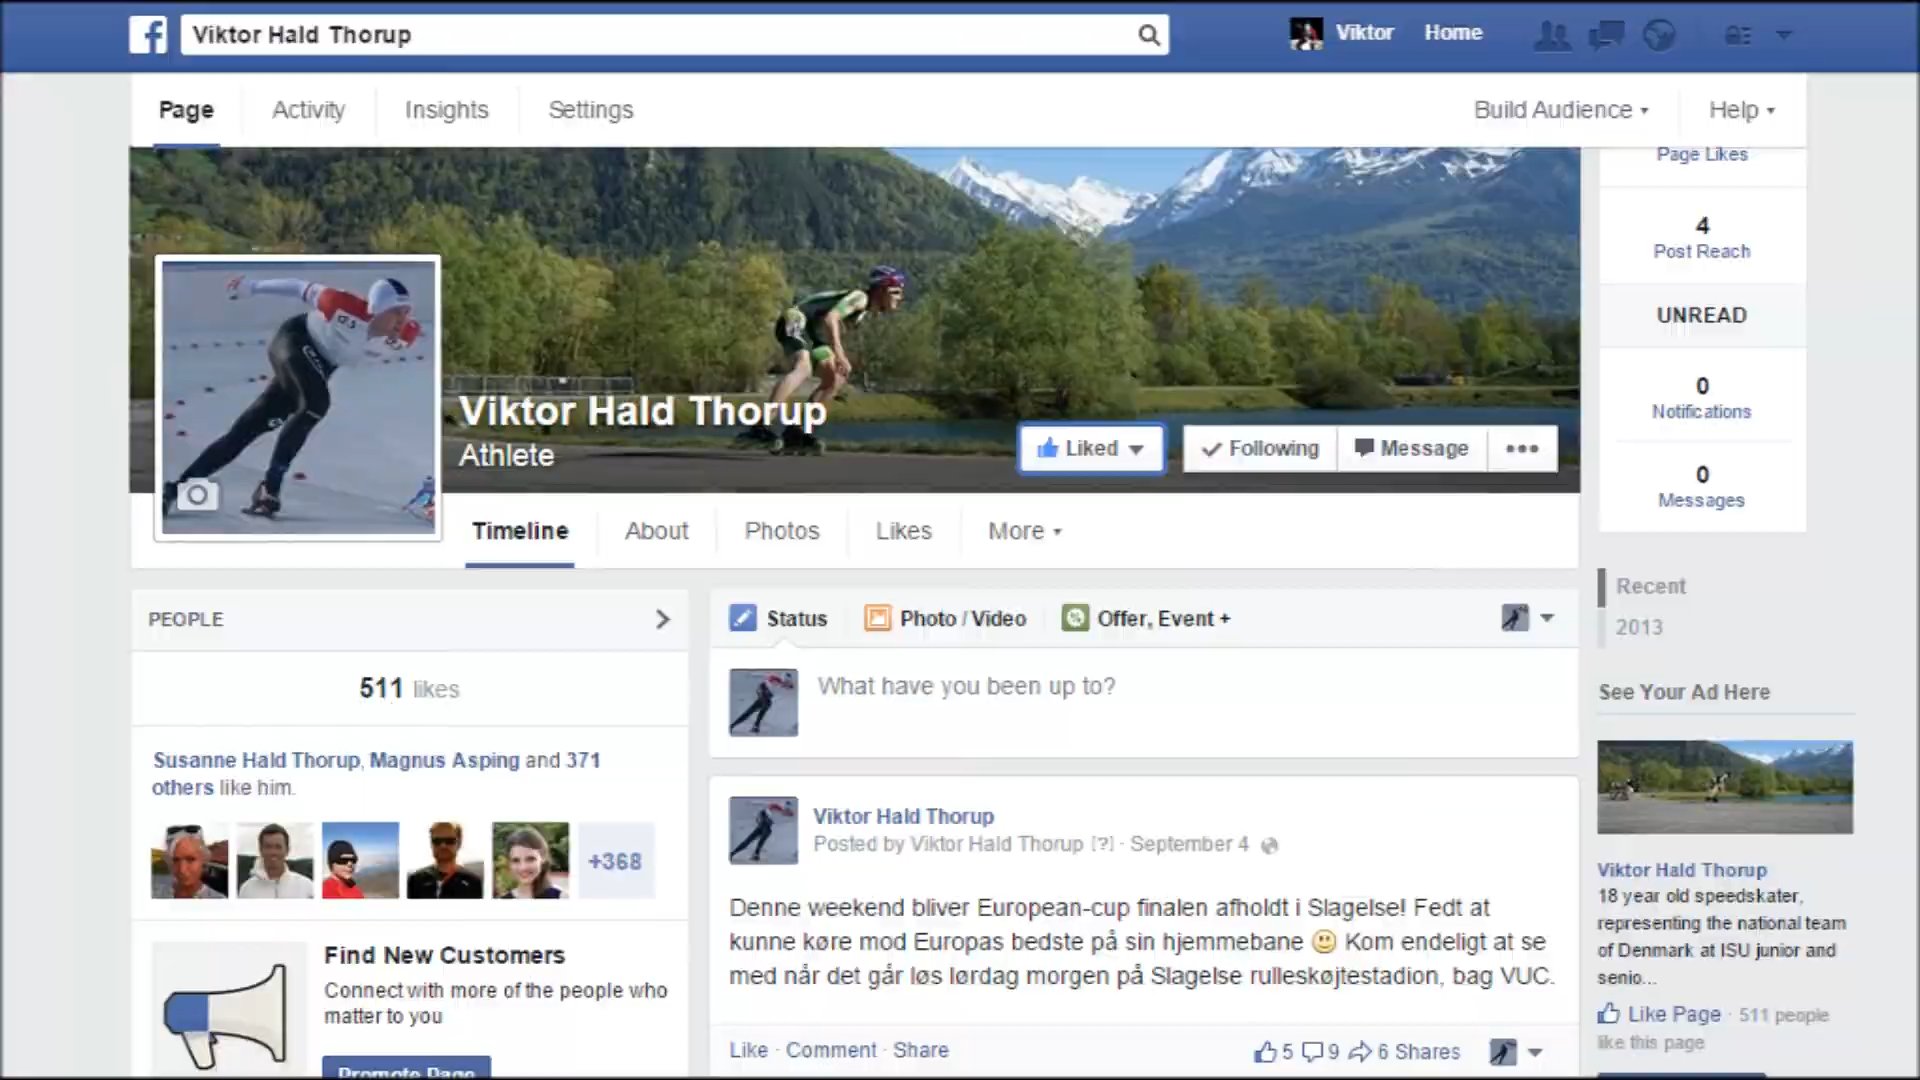 Viktor Hald Thorup
Viktor
Home
Page
Activity
Insights
Settings
Build Audience
Help
Page Likes
4
Post Reach
UNREAD
0
Notifications
0
Messages
Viktor Hald Thorup
Athlete
Liked
Following
Message
Timeline
About
Photos
Likes
More
Recent
2013
PEOPLE
511 likes
Susanne Hald Thorup, Magnus Asping and 371
others like him.
+368
Find New Customers
Connect with more of the people who
matter to you
Promote Page
Status
Photo / Video
Offer, Event +
What have you been up to?
Viktor Hald Thorup
Posted by Viktor Hald Thorup [?] · September 4
Denne weekend bliver European-cup finalen afholdt i Slagelse! Fedt at
kunne køre mod Europas bedste på sin hjemmebane 🙂 Kom endeligt at se
med når det går løs lørdag morgen på Slagelse rulleskøjtestadion, bag VUC.
Like · Comment · Share
5 9 6 Shares
See Your Ad Here
Viktor Hald Thorup
18 year old speedskater,
representing the national team
of Denmark at ISU junior and
senio...
Like Page · 511 people
like this page